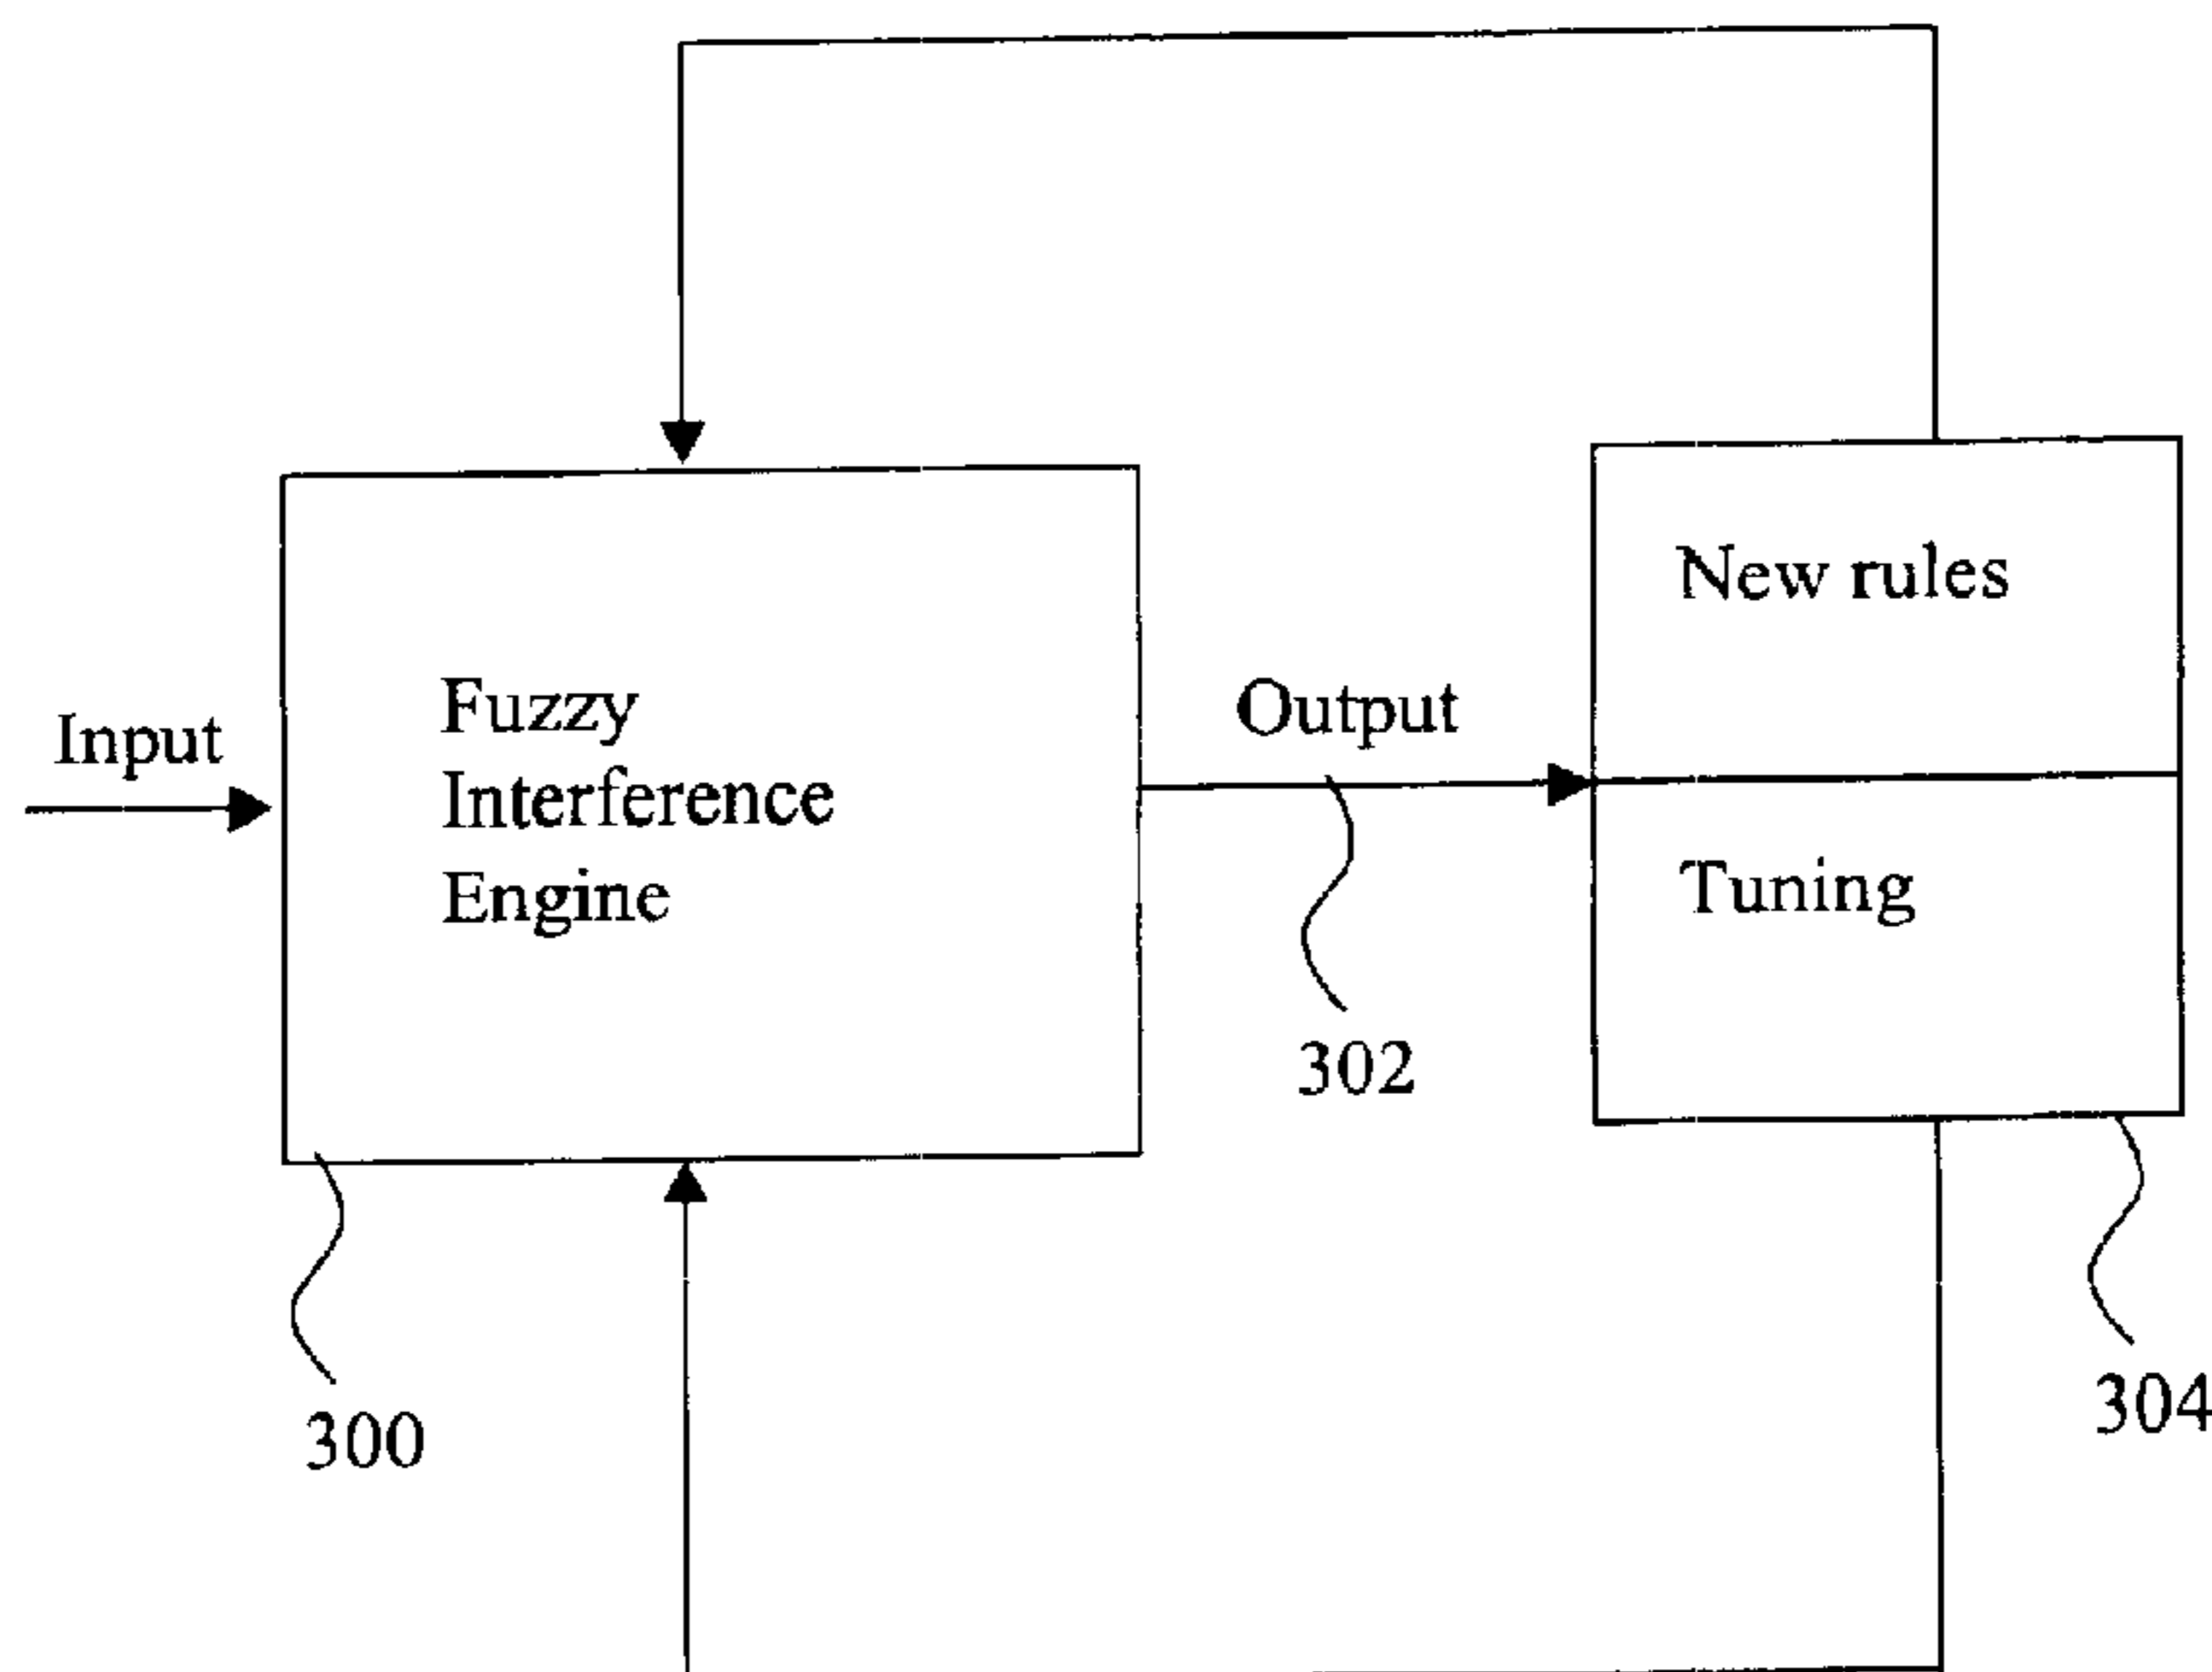 Input
Fuzzy
Interference
Engine
Output
New rules
Tuning
302
300
304